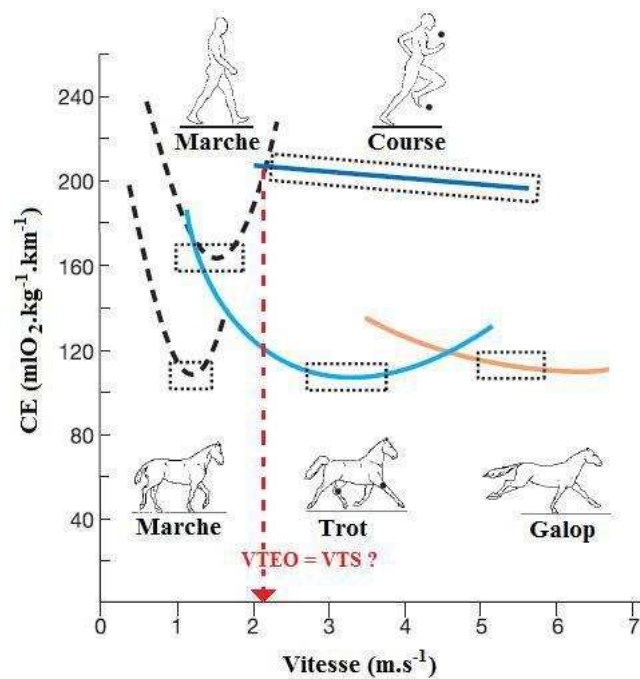 Marche
Course
240
200
160
120
80
40
CE (mlO₂.kg⁻¹.km⁻¹)
Marche
Trot
Galop
VTEO = VTS ?
0 1 2 3 4 5 6 7
Vitesse (m.s⁻¹)